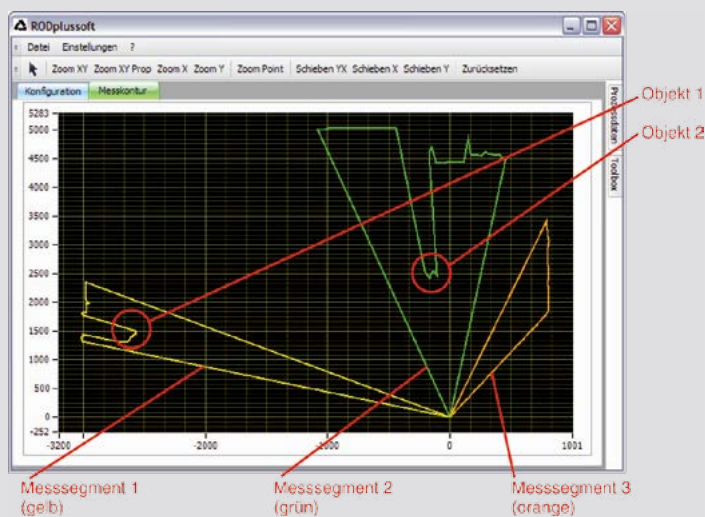 RODplussoft
Datei Einstellungen ?
Zoom XY Zoom XY Prop Zoom X Zoom Y Zoom Point Schieben YX Schieben X Schieben Y Zurücksetzen
Konfiguration Messkontur
Prozessdaten
Toolbox
Objekt 1
Objekt 2
5283
5000
4500
4000
3500
3000
2500
2000
1500
1000
500
0
-252
-3200 -2000 -1000 0 1001
Messsegment 1
(gelb)
Messsegment 2
(grün)
Messsegment 3
(orange)